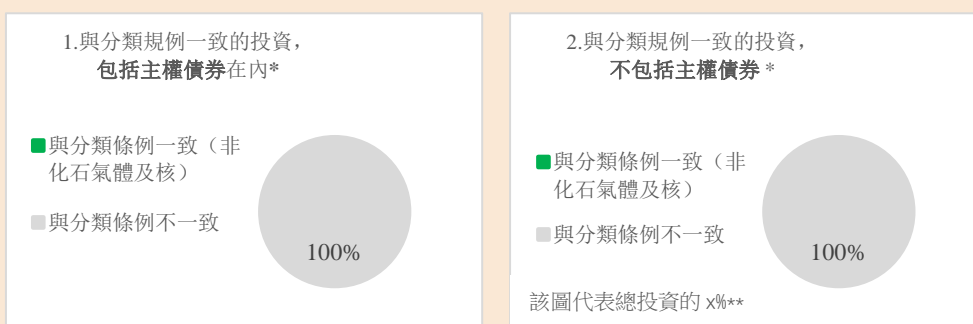 1.與分類規例一致的投資，
包括主權債券在內*
與分類條例一致（非
化石氣體及核）
與分類條例不一致
100%
2.與分類規例一致的投資，
不包括主權債券 *
與分類條例一致（非
化石氣體及核）
與分類條例不一致
100%
該圖代表總投資的 x%**